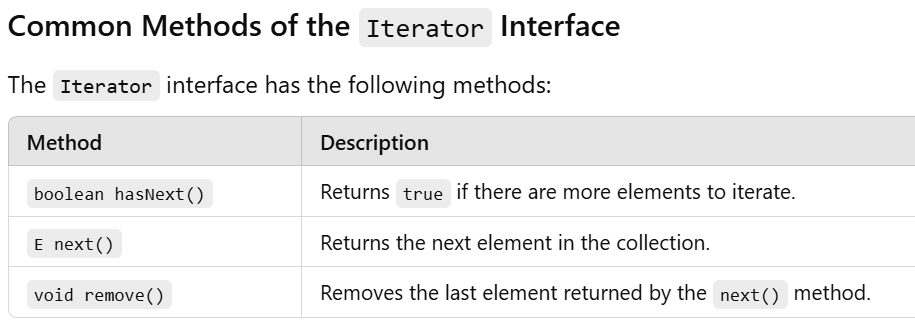 Common Methods of the Iterator Interface
The Iterator interface has the following methods:
Method Description
boolean hasNext() Returns true if there are more elements to iterate.
E next() Returns the next element in the collection.
void remove() Removes the last element returned by the next() method.